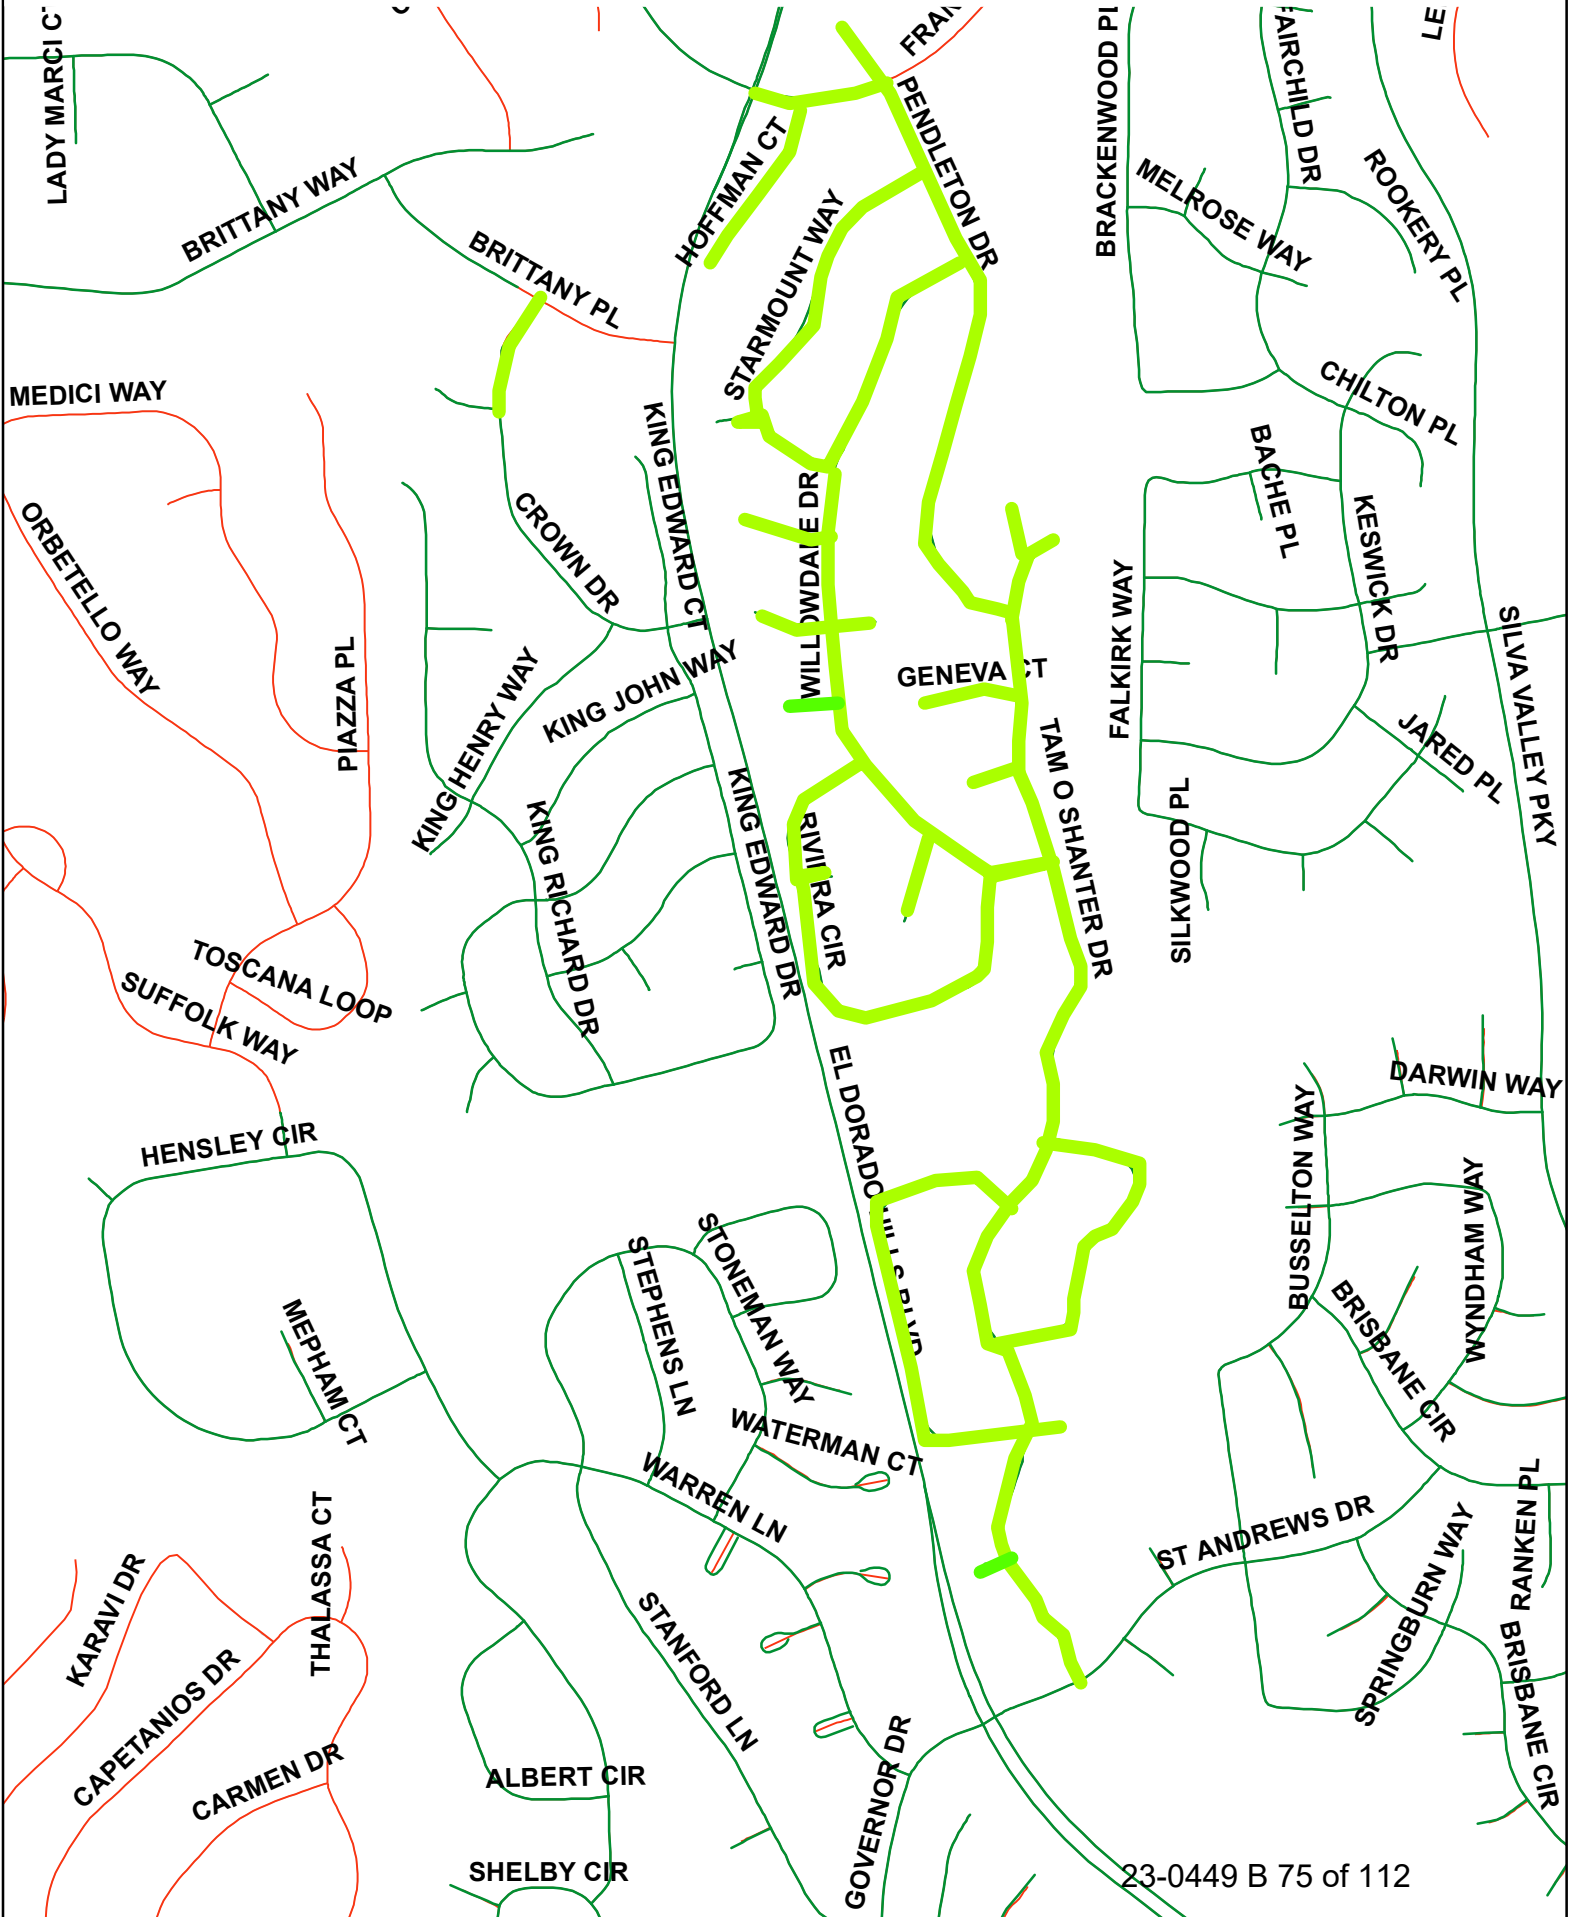 LADY MARCI CT
FRAN
BRACKENWOOD PL
FAIRCHILD DR
LE
PENDLETON DR
HOFFMAN CT
BRITTANY WAY
MELROSE WAY
ROOKERY PL
BRITTANY PL
STARMOUNT WAY
MEDICI WAY
CHILTON PL
KING EDWARD CT
BACHE PL
ORBETELLO WAY
CROWN DR
WILLOWDALE DR
KESWICK DR
FALKIRK WAY
SILVA VALLEY PKY
PIAZZA PL
KING HENRY WAY
KING JOHN WAY
GENEVA CT
TAM O SHANTER DR
JARED PL
KING RICHARD DR
KING EDWARD DR
RIVIERA CIR
SILKWOOD PL
TOSCANA LOOP
SUFFOLK WAY
EL DORADO HILLS BLVD
DARWIN WAY
HENSLEY CIR
BUSSELTON WAY
WYNDHAM WAY
STONEMAN WAY
STEPHENS LN
MEPHAM CT
BRISBANE CIR
WATERMAN CT
WARREN LN
THALASSA CT
ST ANDREWS DR
RANKEN PL
SPRINGBURN WAY
KARAVI DR
STANFORD LN
BRISBANE CIR
CAPETANIOS DR
CARMEN DR
ALBERT CIR
GOVERNOR DR
SHELBY CIR
23-0449 B 75 of 112